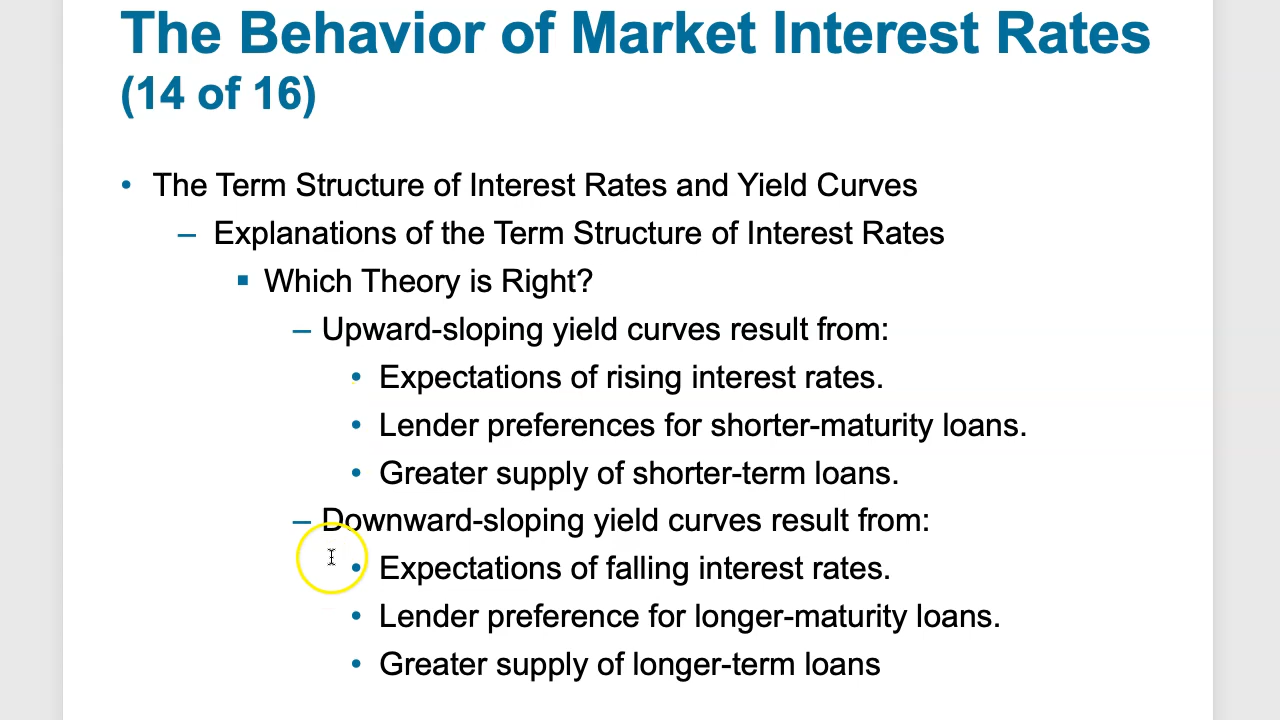 The Behavior of Market Interest Rates
(14 of 16)
• The Term Structure of Interest Rates and Yield Curves
– Explanations of the Term Structure of Interest Rates
▪ Which Theory is Right?
– Upward-sloping yield curves result from:
• Expectations of rising interest rates.
• Lender preferences for shorter-maturity loans.
• Greater supply of shorter-term loans.
– Downward-sloping yield curves result from:
• Expectations of falling interest rates.
• Lender preference for longer-maturity loans.
• Greater supply of longer-term loans